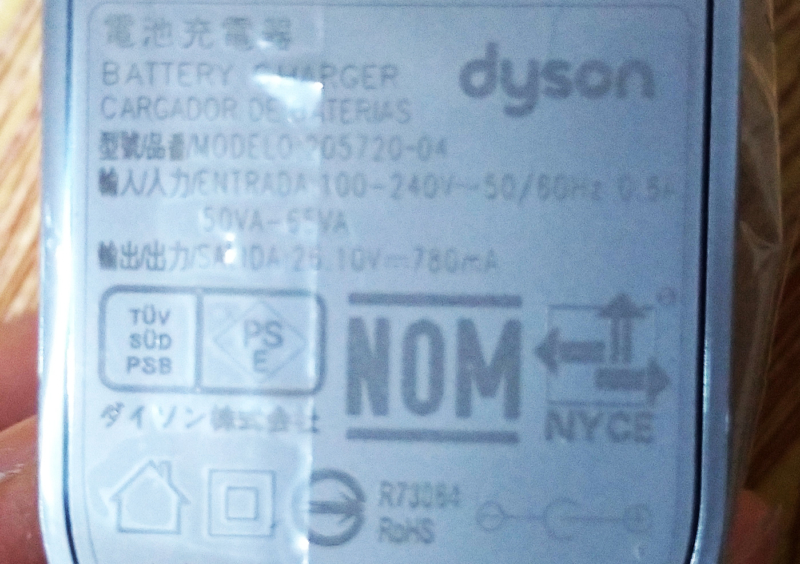 電池充電器
dyson
BATTERY CHARGER
CARGADOR DE BATERIAS
型號/品番/MODELO:205720-04
輸入/入力/ENTRADA:100-240V~50/60Hz 0.5A
50VA-65VA
輸出/出力/SALIDA:26.10V⎓780mA
TÜV
SÜD
PSB
PS
E
NOM
NYCE
ダイソン株式会社
R73084
RoHS